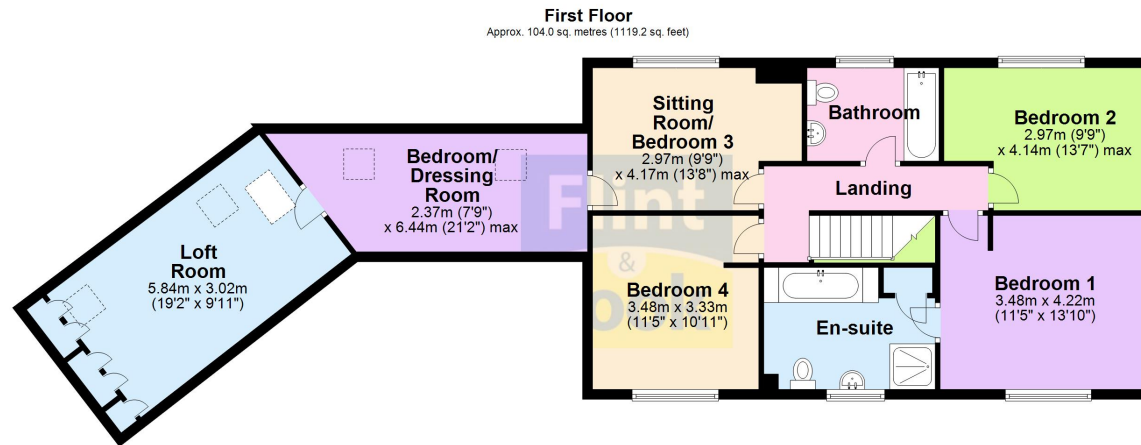 First Floor
Approx. 104.0 sq. metres (1119.2 sq. feet)
Sitting
Room/
Bedroom 3
2.97m (9'9")
x 4.17m (13'8") max
Bathroom
Bedroom 2
2.97m (9'9")
x 4.14m (13'7") max
Bedroom/
Dressing
Room
2.37m (7'9")
x 6.44m (21'2") max
Landing
Loft
Room
5.84m x 3.02m
(19'2" x 9'11")
Bedroom 4
3.48m x 3.33m
(11'5" x 10'11")
En-suite
Bedroom 1
3.48m x 4.22m
(11'5" x 13'10")
Flint
&